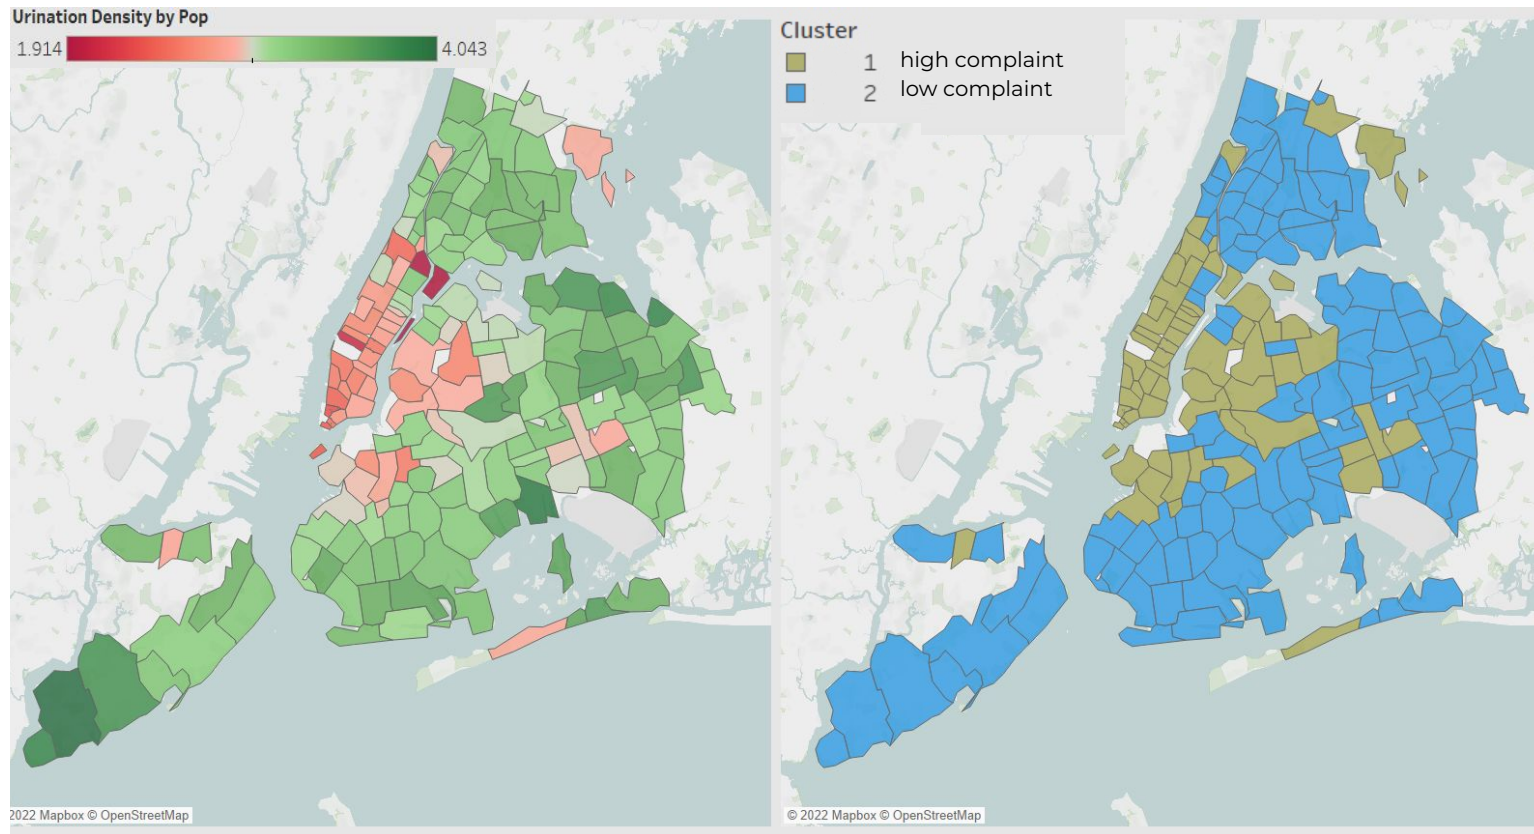 Urination Density by Pop
1.914 4.043
2022 Mapbox © OpenStreetMap
Cluster
1 high complaint
2 low complaint
© 2022 Mapbox © OpenStreetMap